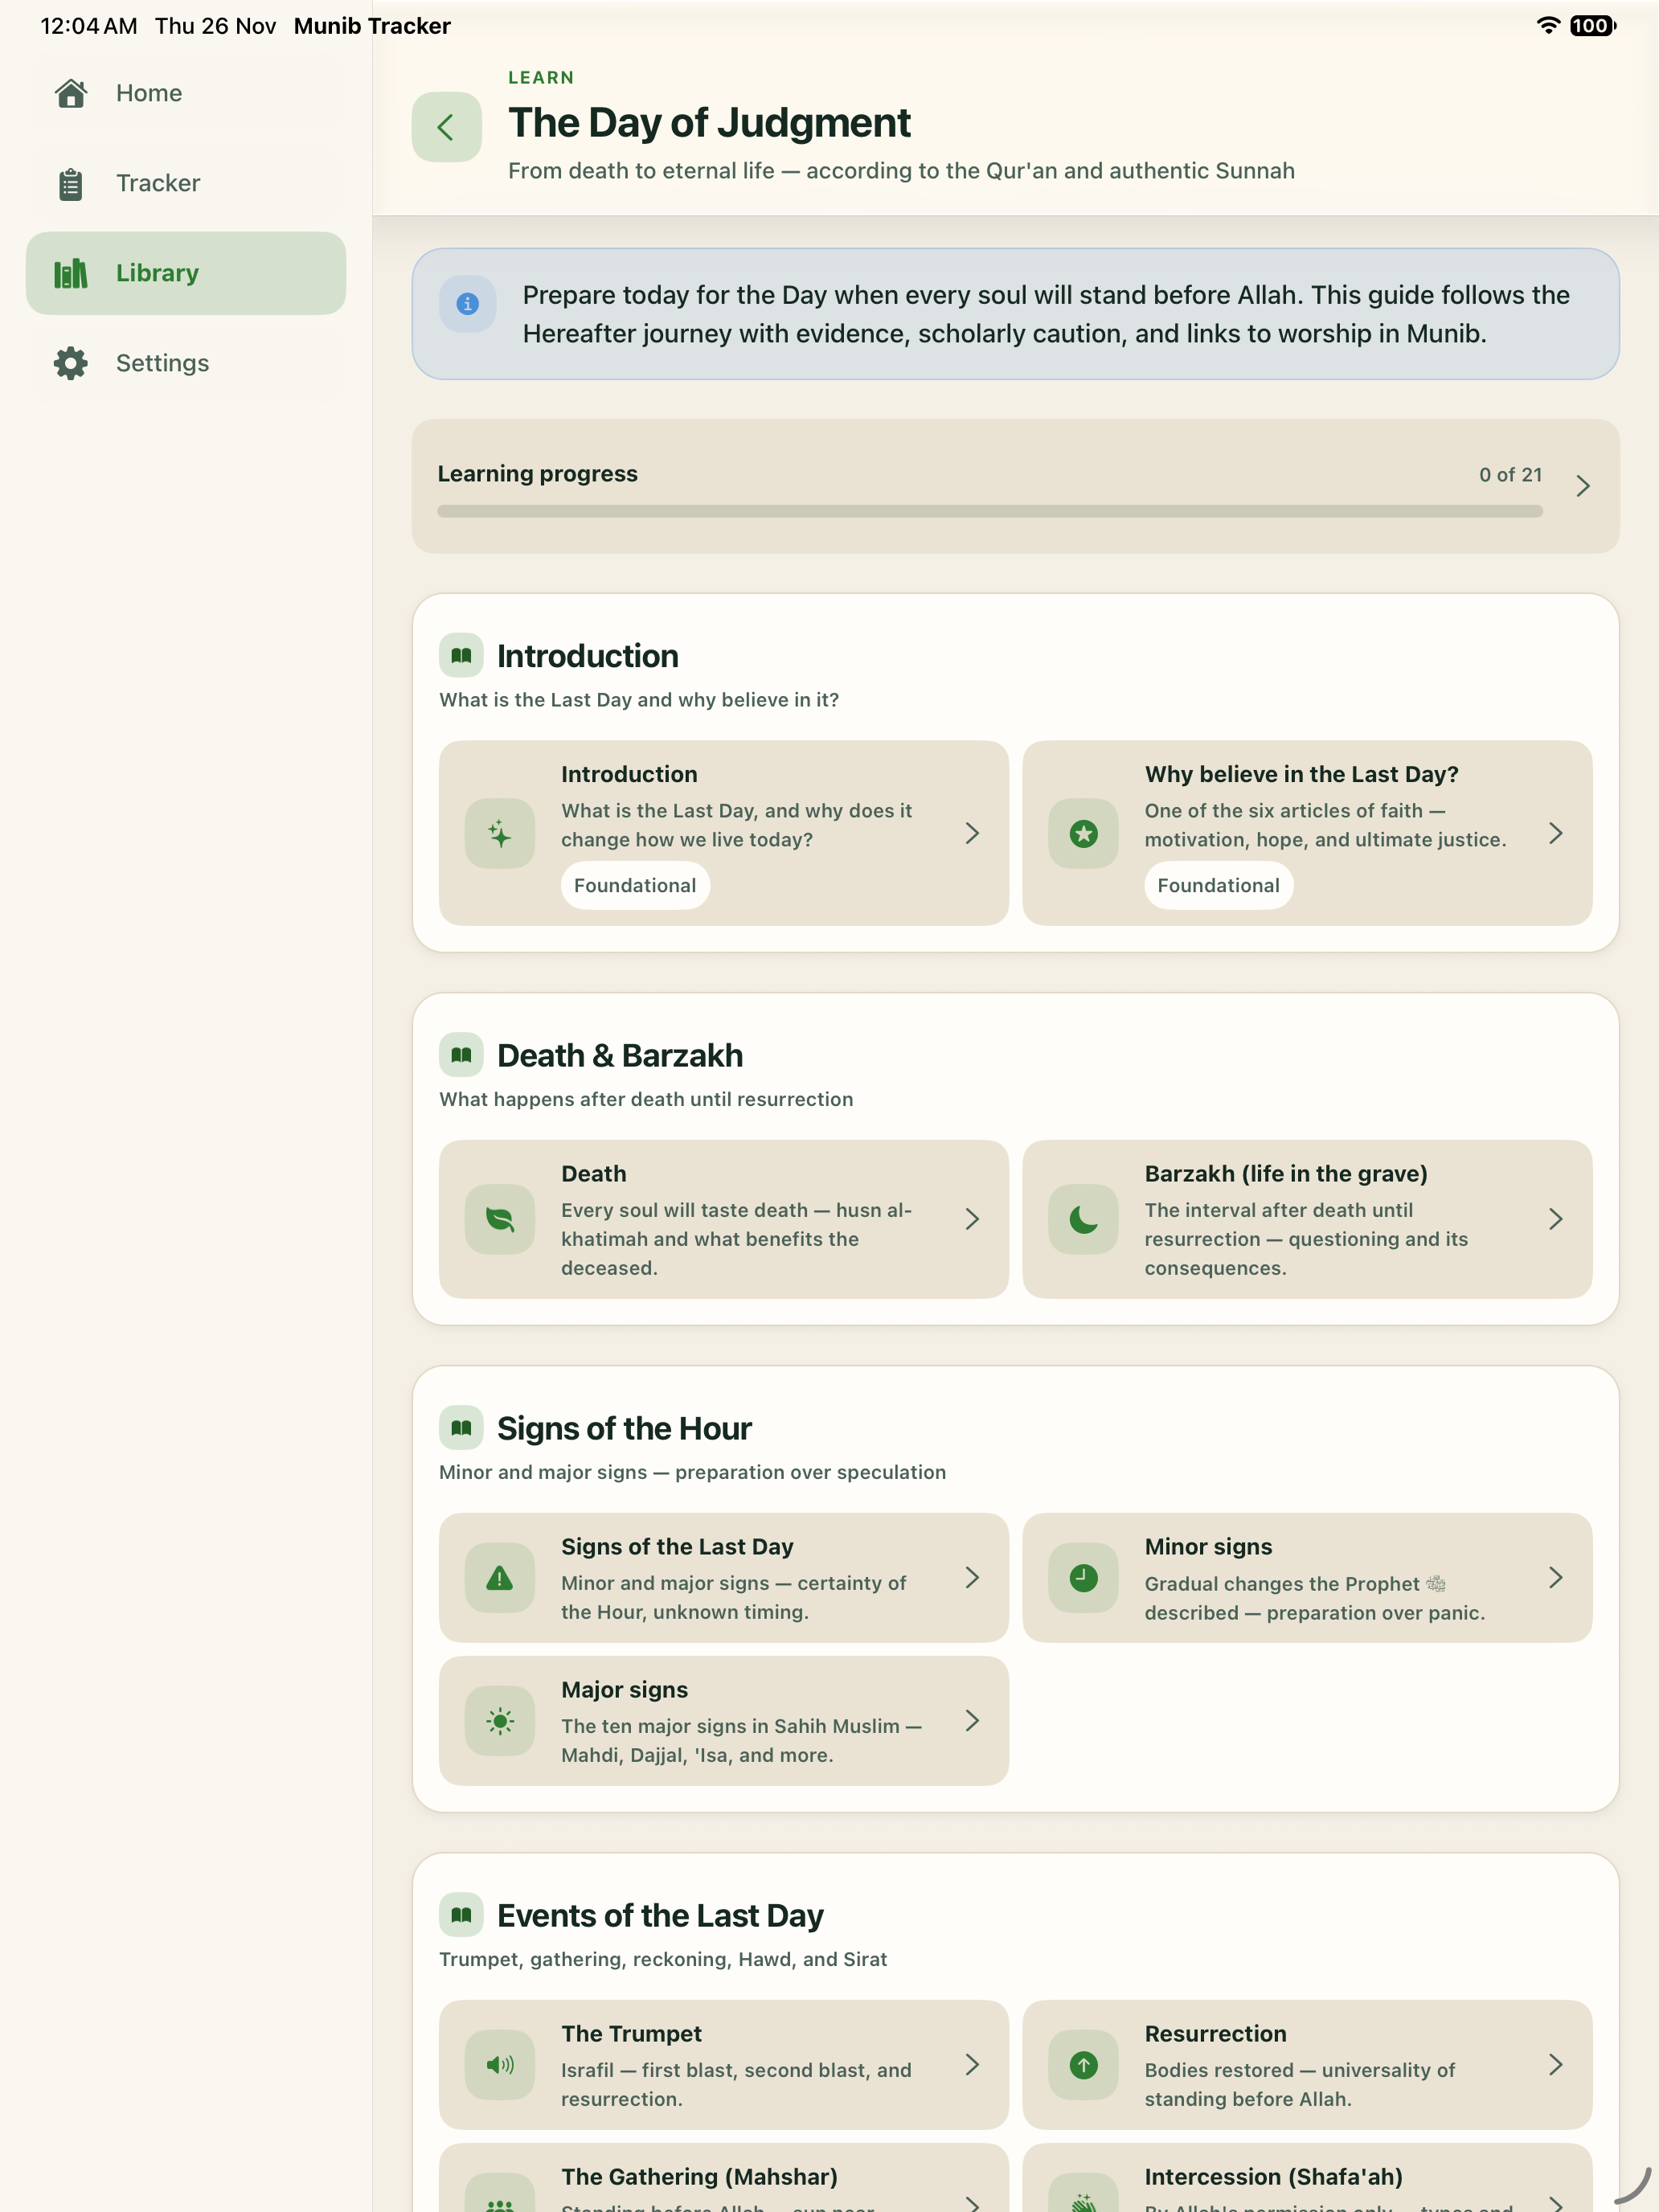 12:04 AM Thu 26 Nov Munib Tracker
100
Home
Tracker
Library
Settings
LEARN
The Day of Judgment
From death to eternal life — according to the Qur'an and authentic Sunnah
Prepare today for the Day when every soul will stand before Allah. This guide follows the
Hereafter journey with evidence, scholarly caution, and links to worship in Munib.
Learning progress
0 of 21
Introduction
What is the Last Day and why believe in it?
Introduction
What is the Last Day, and why does it
change how we live today?
Foundational
Why believe in the Last Day?
One of the six articles of faith —
motivation, hope, and ultimate justice.
Foundational
Death & Barzakh
What happens after death until resurrection
Death
Every soul will taste death — husn al-
khatimah and what benefits the
deceased.
Barzakh (life in the grave)
The interval after death until
resurrection — questioning and its
consequences.
Signs of the Hour
Minor and major signs — preparation over speculation
Signs of the Last Day
Minor and major signs — certainty of
the Hour, unknown timing.
Minor signs
Gradual changes the Prophet ﷺ
described — preparation over panic.
Major signs
The ten major signs in Sahih Muslim —
Mahdi, Dajjal, 'Isa, and more.
Events of the Last Day
Trumpet, gathering, reckoning, Hawd, and Sirat
The Trumpet
Israfil — first blast, second blast, and
resurrection.
Resurrection
Bodies restored — universality of
standing before Allah.
The Gathering (Mahshar)
Standing before Allah — sun near
Intercession (Shafa'ah)
By Allah's permission only — types and